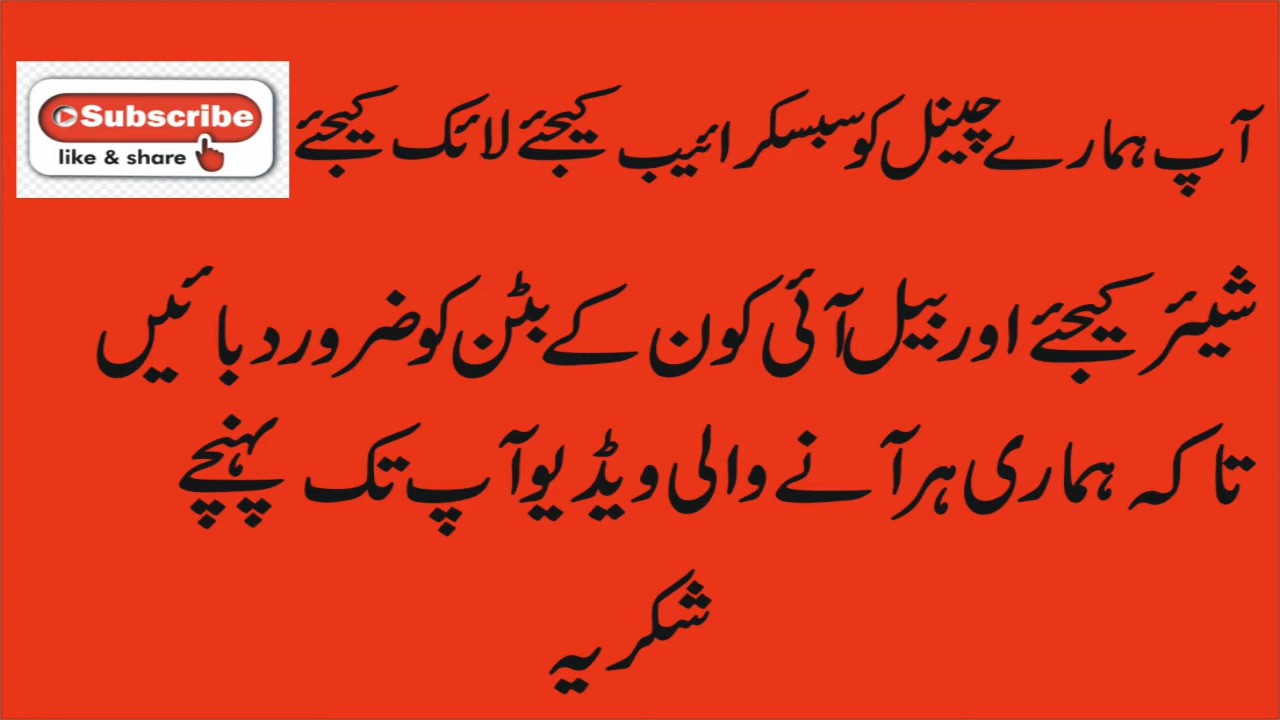 آپ ہمارے چینل کو سبسکرائیب کیجئے لائک کیجئے
Subscribe
like & share
شیئر کیجئے اور بیل آئی کون کے بٹن کو ضرور دبائیں
تاکہ ہماری ہر آنے والی ویڈیو آپ تک پہنچے
شکریہ